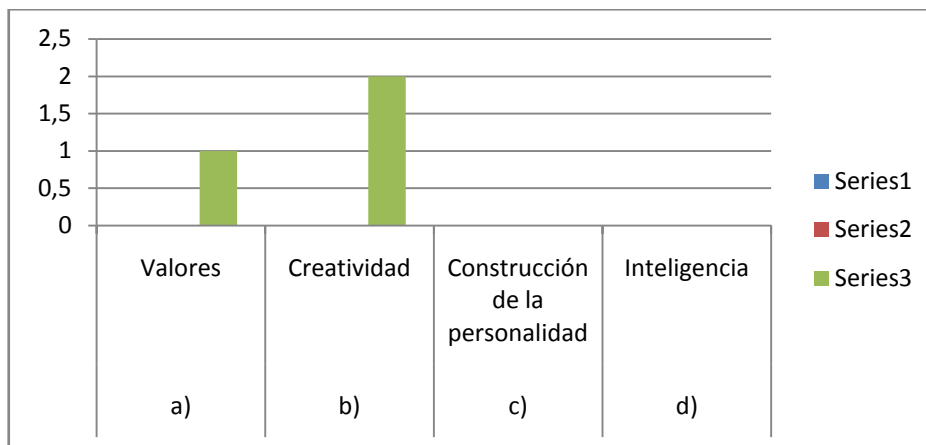 2,5
2
1,5
1
0,5
0
Valores
Creatividad
Construcción
de la
personalidad
Inteligencia
a)
b)
c)
d)
Series1
Series2
Series3